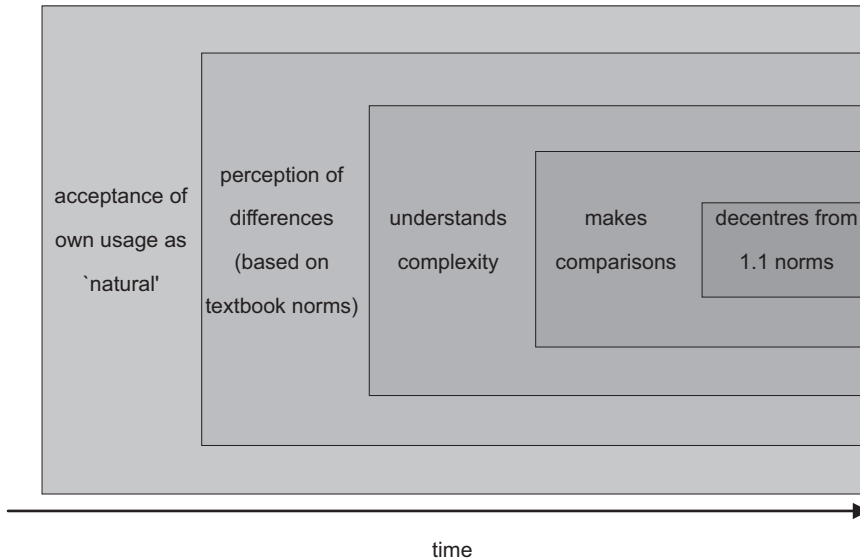 acceptance of
own usage as
`natural'
perception of
differences
(based on
textbook norms)
understands
complexity
makes
comparisons
decentres from
1.1 norms
time